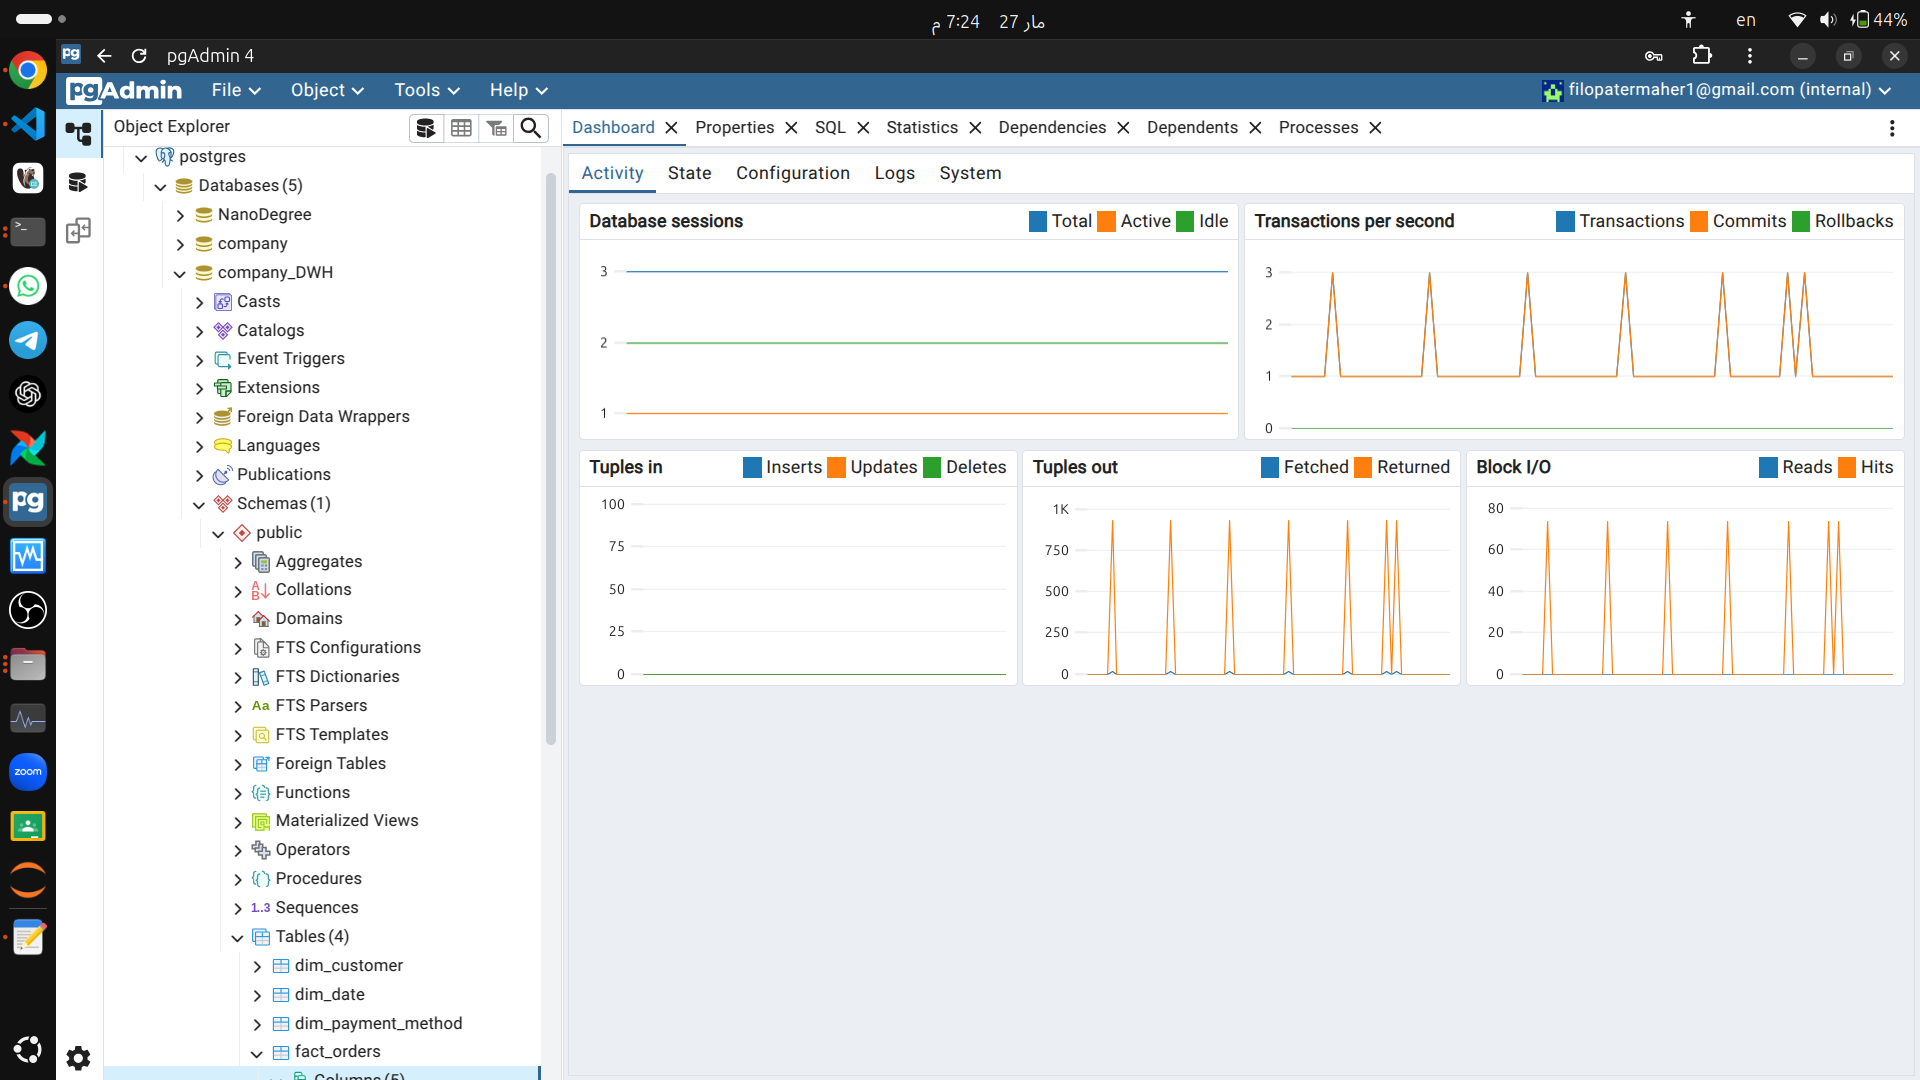 7:24 م   27 مار
en
44%
pg
pgAdmin 4
pgAdmin
File
Object
Tools
Help
filopatermaher1@gmail.com (internal)
Object Explorer
Dashboard
Properties
SQL
Statistics
Dependencies
Dependents
Processes
postgres
Databases (5)
NanoDegree
company
company_DWH
Casts
Catalogs
Event Triggers
Extensions
Foreign Data Wrappers
Languages
Publications
Schemas (1)
public
Aggregates
Collations
Domains
FTS Configurations
FTS Dictionaries
Aa FTS Parsers
FTS Templates
Foreign Tables
Functions
Materialized Views
Operators
Procedures
1..3 Sequences
Tables (4)
dim_customer
dim_date
dim_payment_method
fact_orders
Columns (5)
Activity
State
Configuration
Logs
System
Database sessions
Total
Active
Idle
3
2
1
Transactions per second
Transactions
Commits
Rollbacks
3
2
1
0
Tuples in
Inserts
Updates
Deletes
100
75
50
25
0
Tuples out
Fetched
Returned
1K
750
500
250
0
Block I/O
Reads
Hits
80
60
40
20
0
pg
zoom